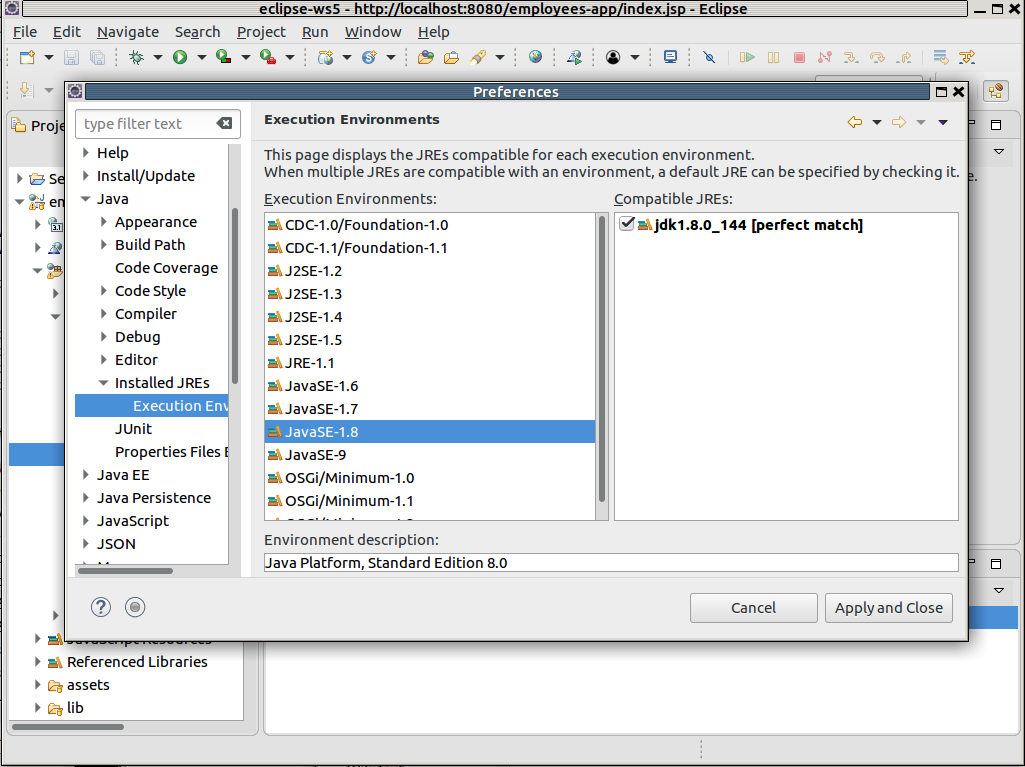 eclipse-ws5 - http://localhost:8080/employees-app/index.jsp - Eclipse
File Edit Navigate Search Project Run Window Help
Preferences
type filter text
Execution Environments
Help
Install/Update
Java
Appearance
Build Path
Code Coverage
Code Style
Compiler
Debug
Editor
Installed JREs
Execution Env
JUnit
Properties Files E
Java EE
Java Persistence
JavaScript
JSON
This page displays the JREs compatible for each execution environment.
When multiple JREs are compatible with an environment, a default JRE can be specified by checking it.
Execution Environments:
CDC-1.0/Foundation-1.0
CDC-1.1/Foundation-1.1
J2SE-1.2
J2SE-1.3
J2SE-1.4
J2SE-1.5
JRE-1.1
JavaSE-1.6
JavaSE-1.7
JavaSE-1.8
JavaSE-9
OSGi/Minimum-1.0
OSGi/Minimum-1.1
Compatible JREs:
jdk1.8.0_144 [perfect match]
Environment description:
Java Platform, Standard Edition 8.0
Cancel
Apply and Close
Proje
Se
em
JavaScript Resources
Referenced Libraries
assets
lib